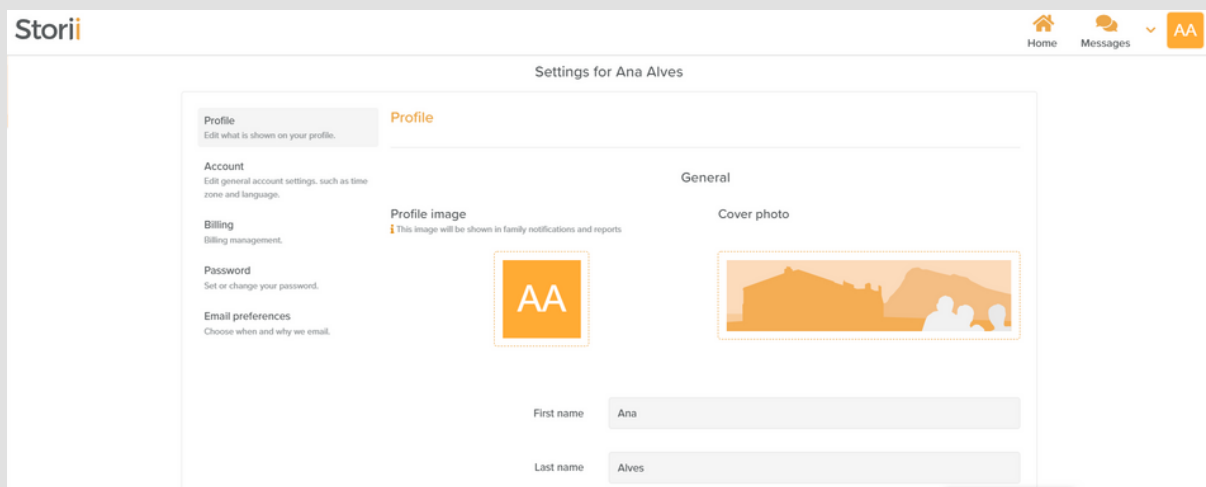 Storii
Home
Messages
AA
Settings for Ana Alves
Profile
Edit what is shown on your profile.
Account
Edit general account settings, such as time
zone and language.
Billing
Billing management.
Password
Set or change your password.
Email preferences
Choose when and why we email.
Profile
General
Profile image
i This image will be shown in family notifications and reports
AA
Cover photo
First name
Ana
Last name
Alves